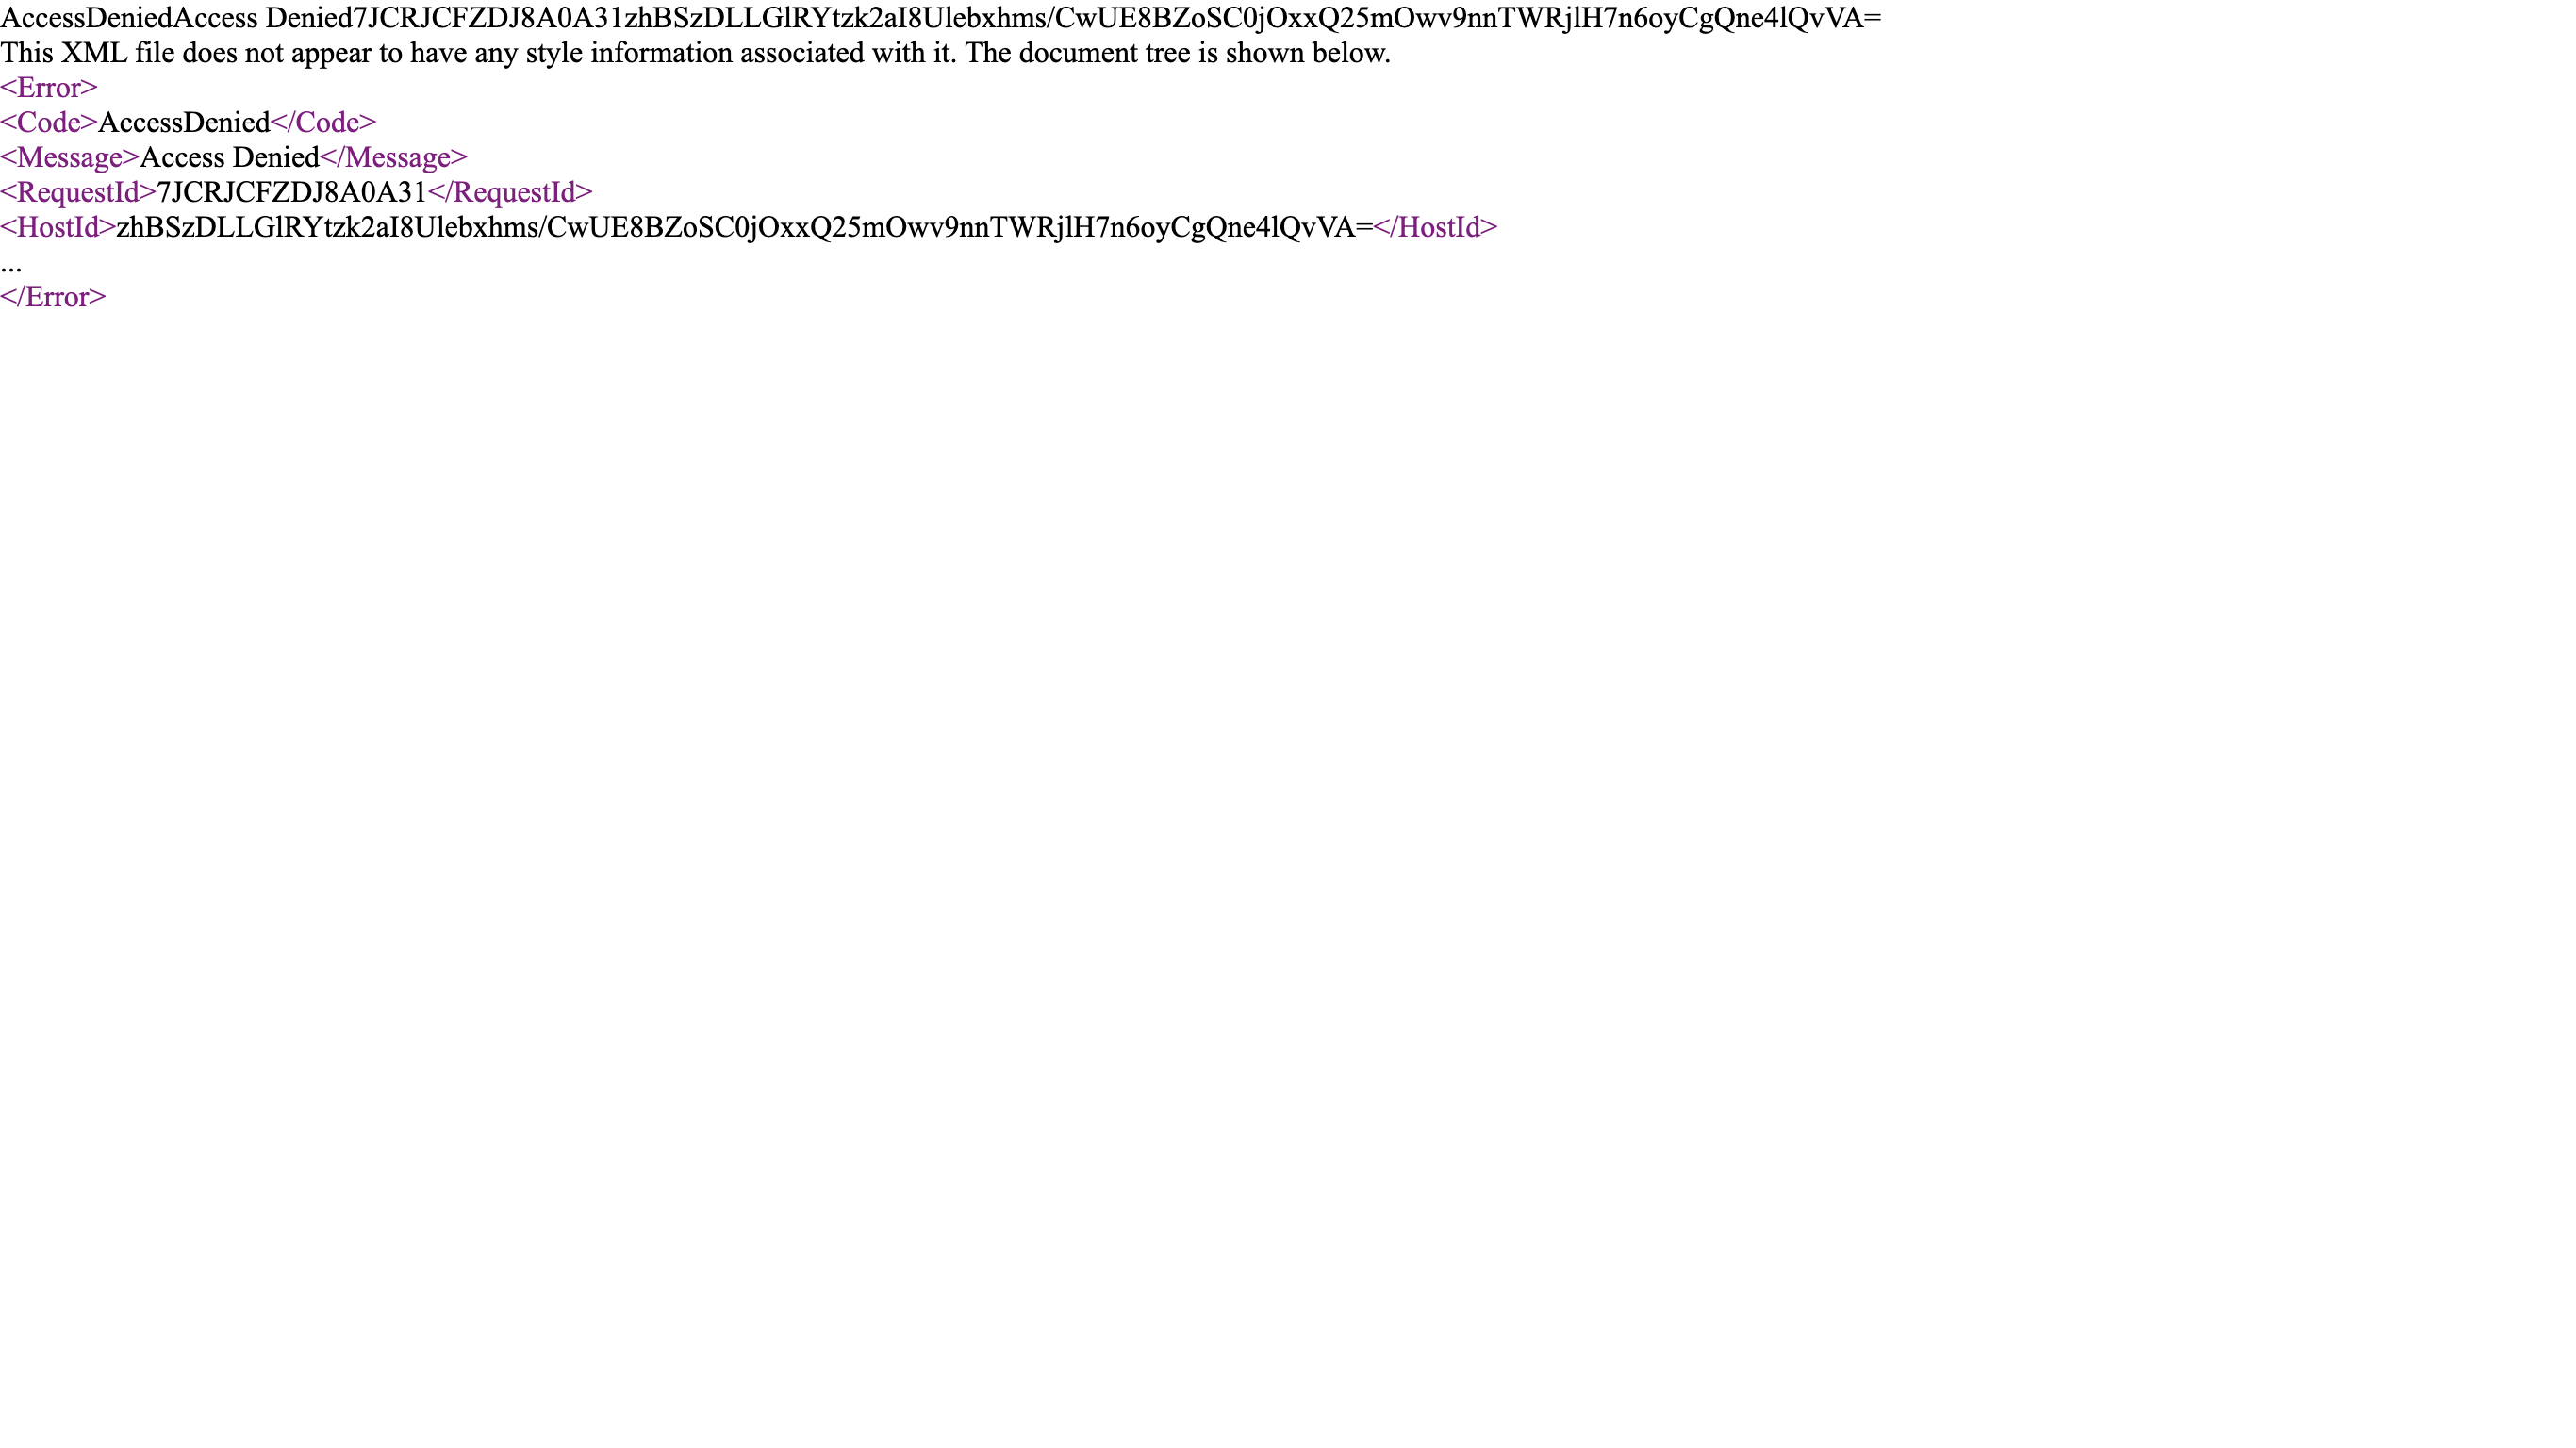 AccessDeniedAccess Denied7JCRJCFZDJ8A0A31zhBSzDLLGlRYtzk2aI8Ulebxhms/CwUE8BZoSC0jOxxQ25mOwv9nnTWRjlH7n6oyCgQne4lQvVA=
This XML file does not appear to have any style information associated with it. The document tree is shown below.
<Error>
<Code>AccessDenied</Code>
<Message>Access Denied</Message>
<RequestId>7JCRJCFZDJ8A0A31</RequestId>
<HostId>zhBSzDLLGlRYtzk2aI8Ulebxhms/CwUE8BZoSC0jOxxQ25mOwv9nnTWRjlH7n6oyCgQne4lQvVA=</HostId>
...
</Error>